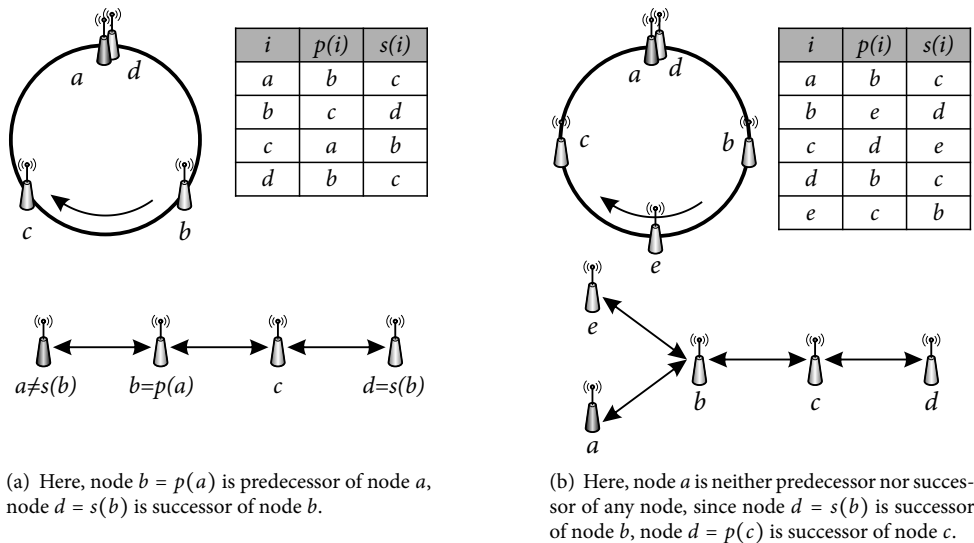 a
d
c
b
i p(i) s(i)
a b c
b c d
c a b
d b c
a≠s(b)
b=p(a)
c
d=s(b)
(a) Here, node b = p(a) is predecessor of node a,
node d = s(b) is successor of node b.
a
d
c
b
e
i p(i) s(i)
a b c
b e d
c d e
d b c
e c b
e
a
b
c
d
(b) Here, node a is neither predecessor nor succes-
sor of any node, since node d = s(b) is successor
of node b, node d = p(c) is successor of node c.